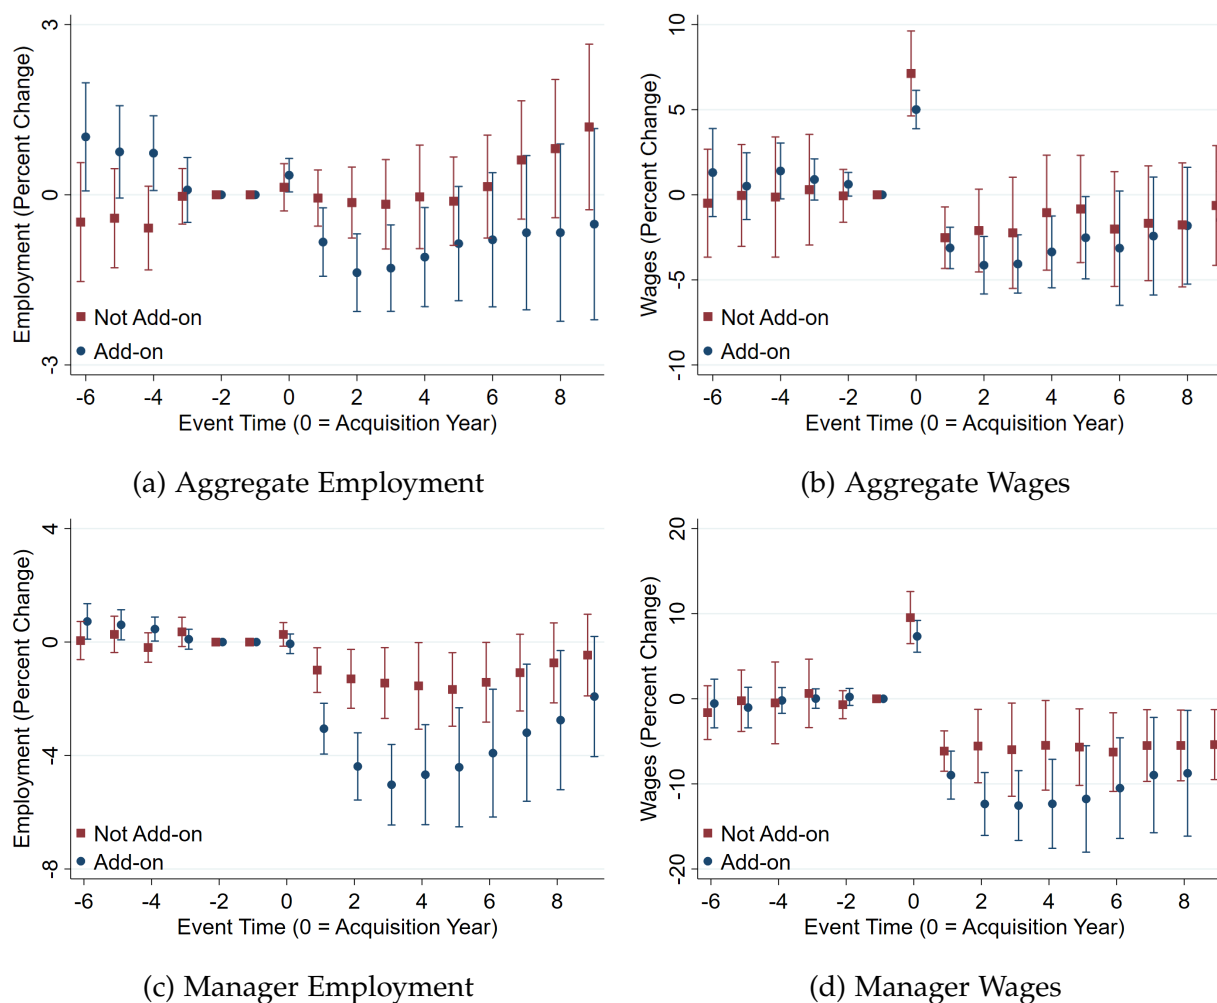 Employment (Percent Change)
3
0
-3
Not Add-on
Add-on
-6 -4 -2 0 2 4 6 8
Event Time (0 = Acquisition Year)
(a) Aggregate Employment
Wages (Percent Change)
10
5
0
-5
-10
Not Add-on
Add-on
-6 -4 -2 0 2 4 6 8
Event Time (0 = Acquisition Year)
(b) Aggregate Wages
Employment (Percent Change)
4
0
-4
-8
Not Add-on
Add-on
-6 -4 -2 0 2 4 6 8
Event Time (0 = Acquisition Year)
(c) Manager Employment
Wages (Percent Change)
20
10
0
-10
-20
Not Add-on
Add-on
-6 -4 -2 0 2 4 6 8
Event Time (0 = Acquisition Year)
(d) Manager Wages